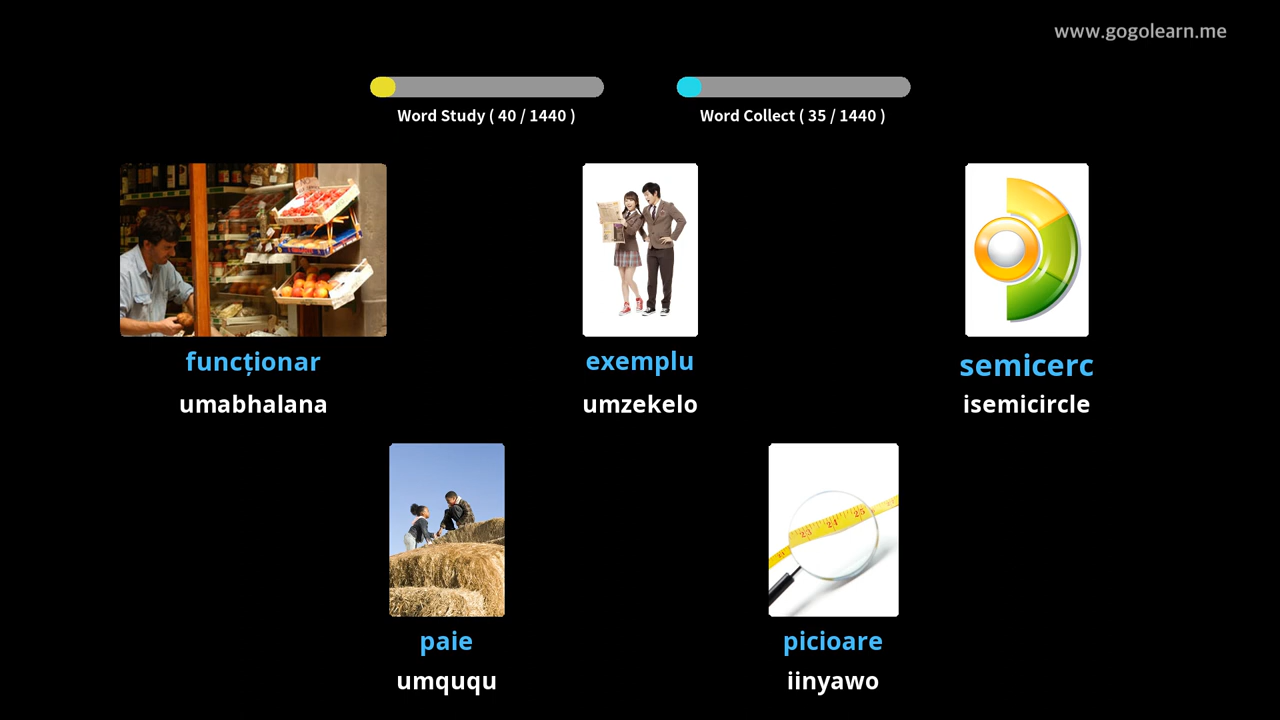 www.gogolearn.me
Word Study ( 40 / 1440 )
Word Collect ( 35 / 1440 )
funcționar
umabhalana
exemplu
umzekelo
semicerc
isemicircle
paie
umququ
picioare
iinyawo